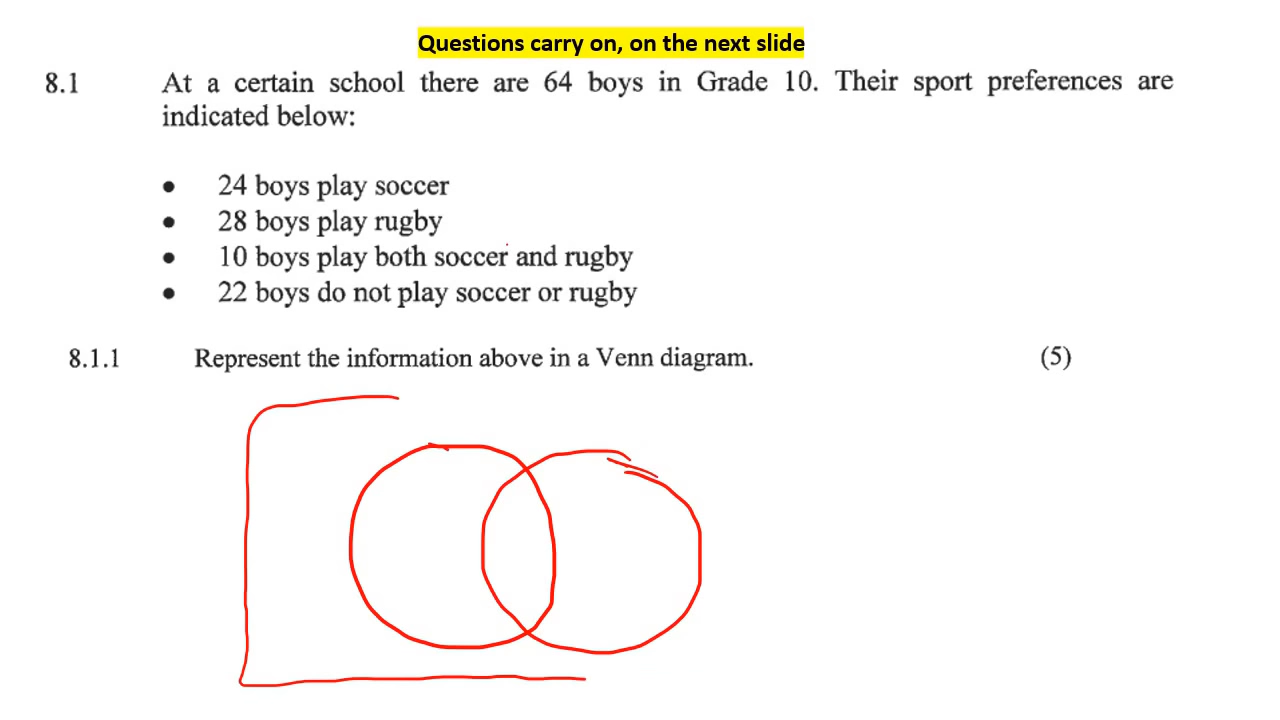 Questions carry on, on the next slide
8.1 At a certain school there are 64 boys in Grade 10. Their sport preferences are
indicated below:
• 24 boys play soccer
• 28 boys play rugby
• 10 boys play both soccer and rugby
• 22 boys do not play soccer or rugby
8.1.1 Represent the information above in a Venn diagram. (5)